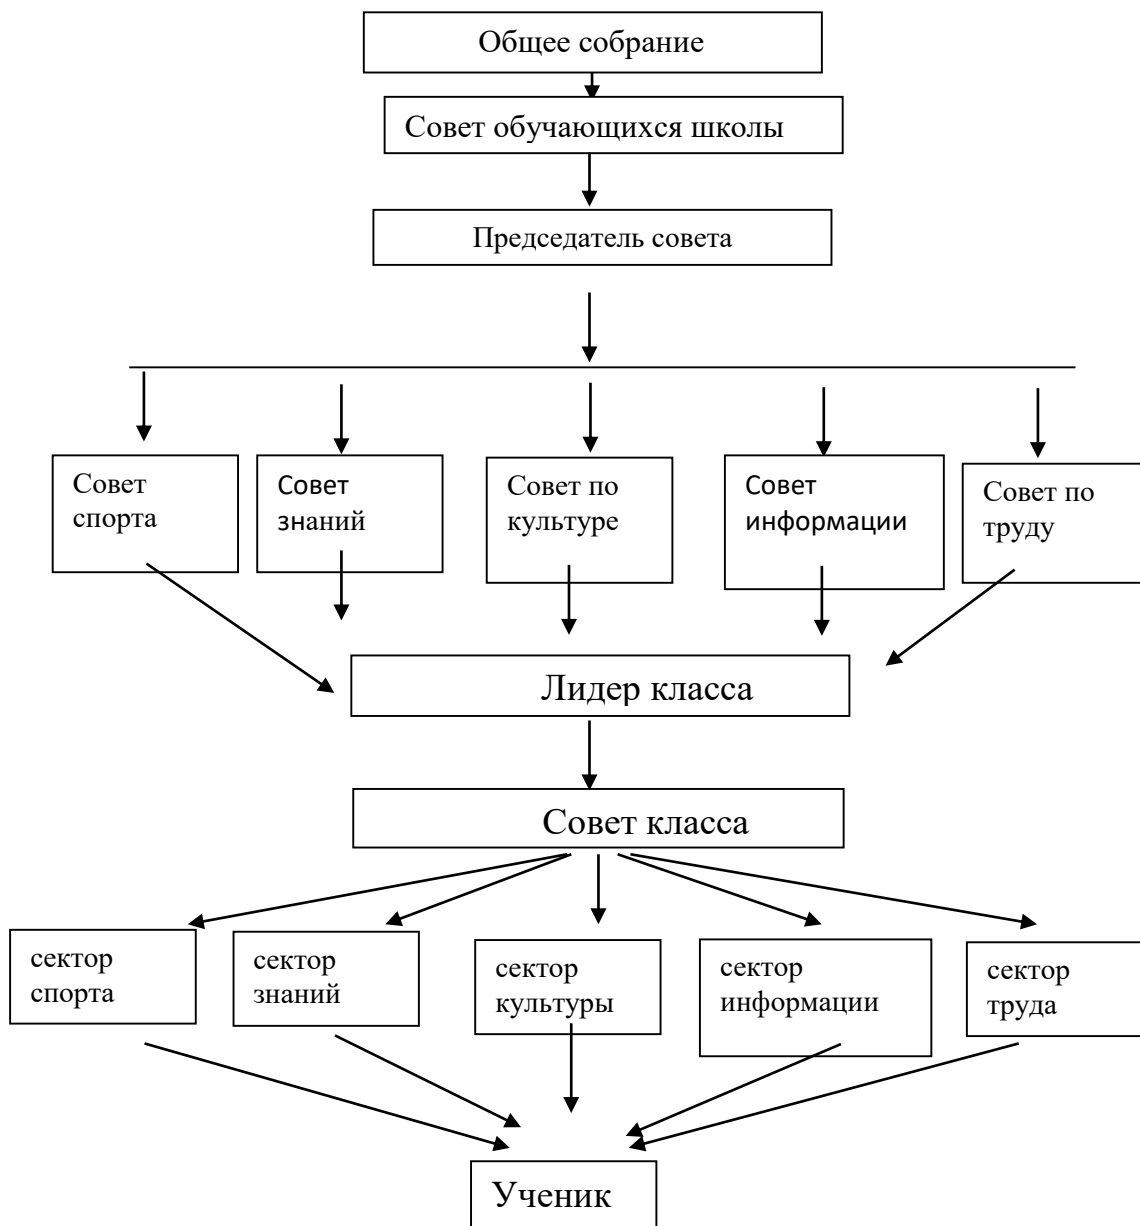 Общее собрание
Совет обучающихся школы
Председатель совета
Совет
спорта
Совет
знаний
Совет по
культуре
Совет
информации
Совет по
труду
Лидер класса
Совет класса
сектор
спорта
сектор
знаний
сектор
культуры
сектор
информации
сектор
труда
Ученик